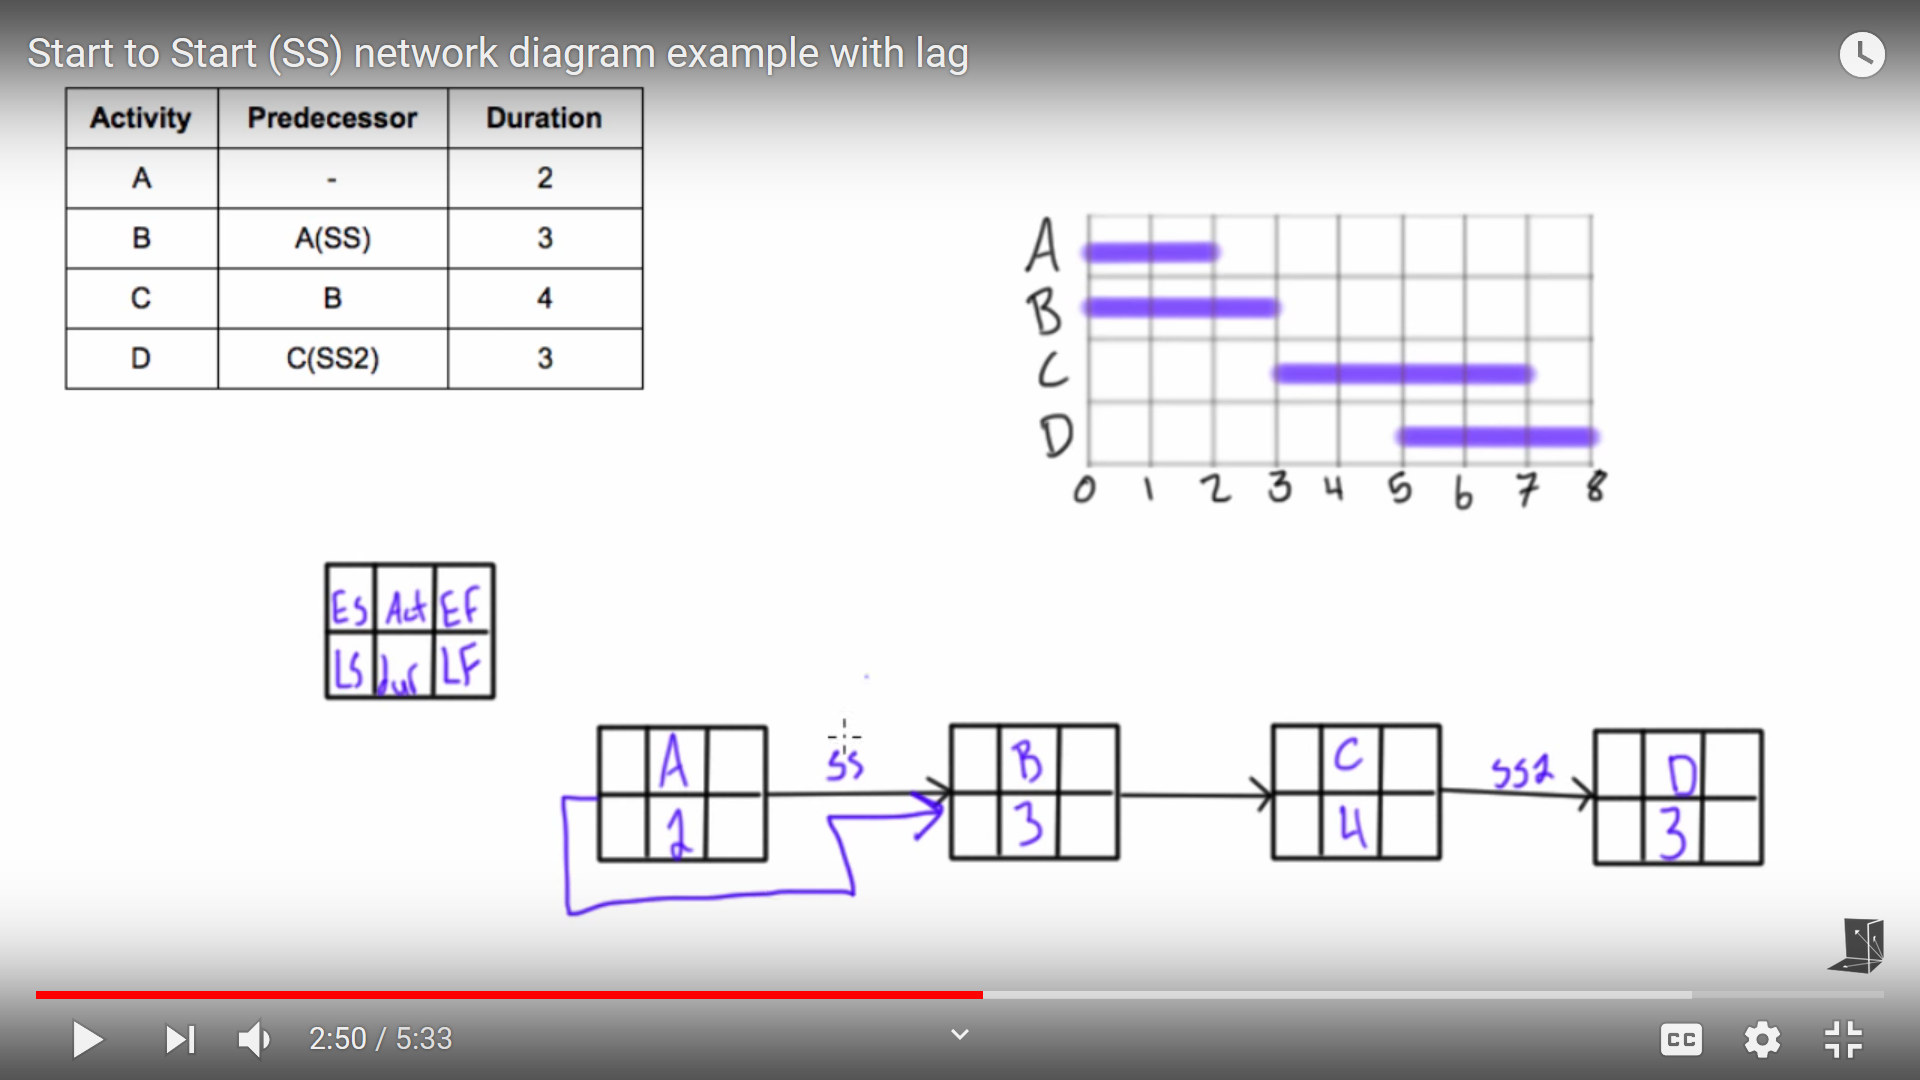 Start to Start (SS) network diagram example with lag
Activity Predecessor Duration
A - 2
B A(SS) 3
C B 4
D C(SS2) 3
A
B
C
D
0 1 2 3 4 5 6 7 8
Es Act EF
LS Dur LF
A
2
SS
B
3
C
4
SS2
D
3
2:50 / 5:33
CC